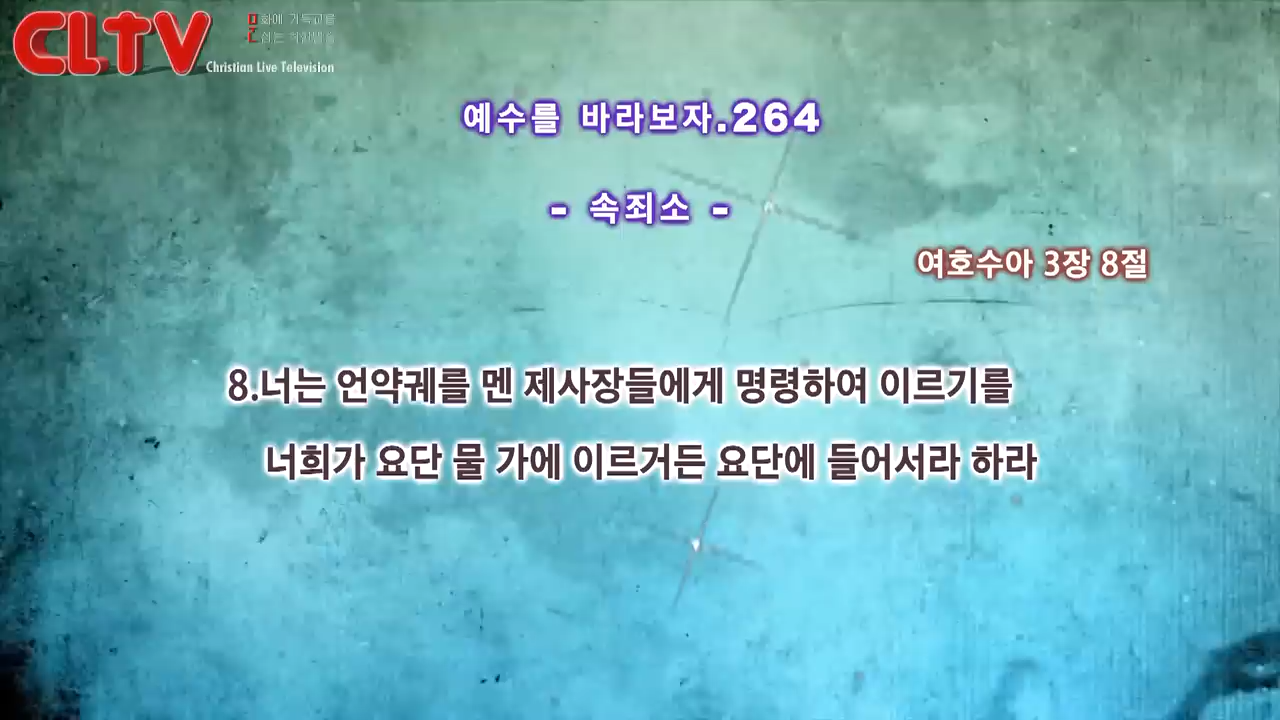 CLTV
Christian Live Television
예수를 바라보자.264
- 속죄소 -
여호수아 3장 8절
8.너는 언약궤를 멘 제사장들에게 명령하여 이르기를
너희가 요단 물 가에 이르거든 요단에 들어서라 하라